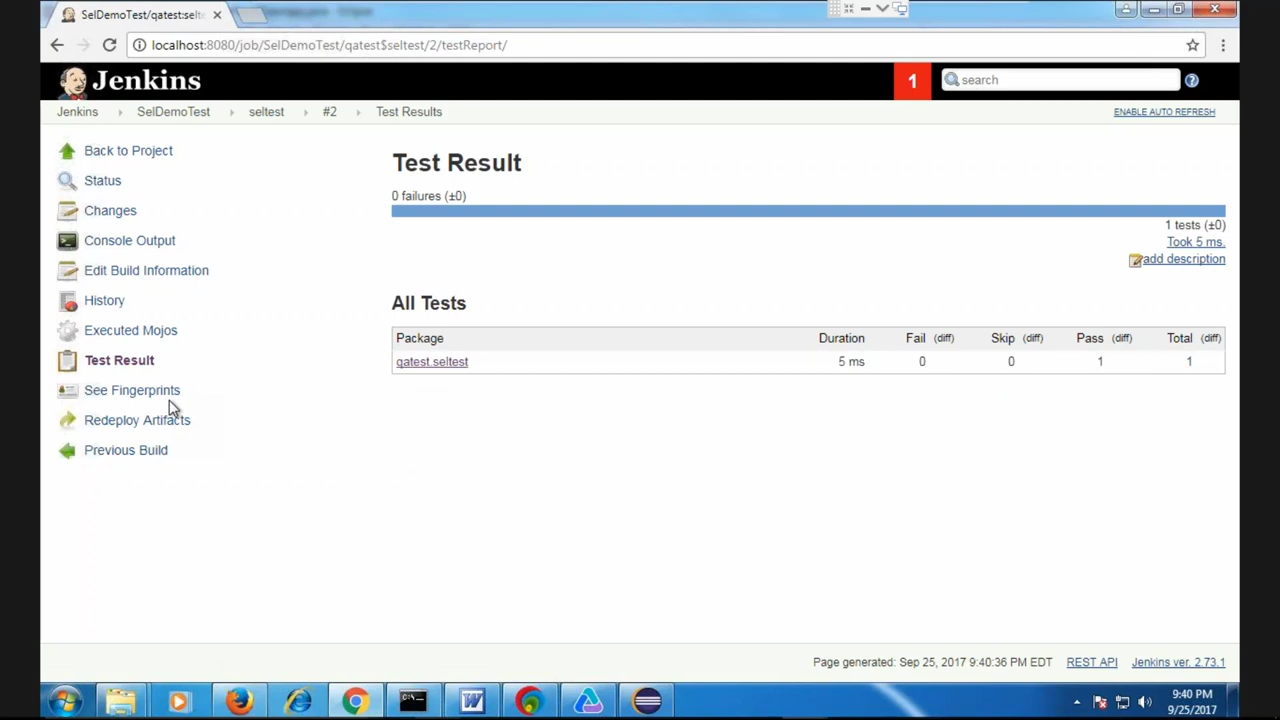 SelDemoTest/qatest:selt
localhost:8080/job/SelDemoTest/qatest$seltest/2/testReport/
Jenkins
1
search
Jenkins
SelDemoTest
seltest
#2
Test Results
ENABLE AUTO REFRESH
Back to Project
Status
Changes
Console Output
Edit Build Information
History
Executed Mojos
Test Result
See Fingerprints
Redeploy Artifacts
Previous Build
Test Result
0 failures (±0)
1 tests (±0)
Took 5 ms.
add description
All Tests
Package Duration Fail (diff) Skip (diff) Pass (diff) Total (diff)
qatest.seltest 5 ms 0 0 1 1
Page generated: Sep 25, 2017 9:40:36 PM EDT REST API Jenkins ver. 2.73.1
9:40 PM
9/25/2017